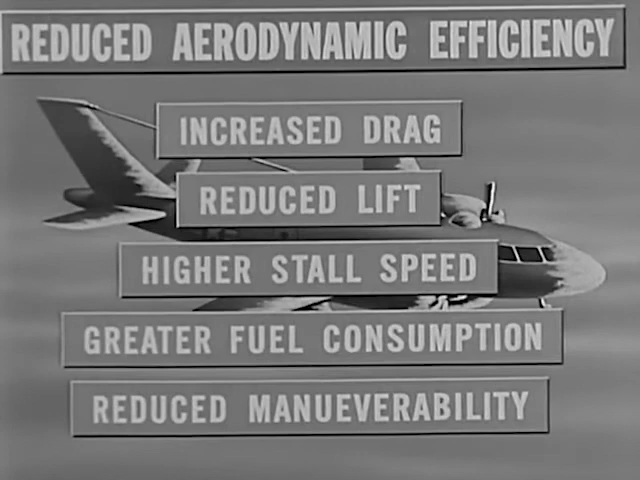 REDUCED AERODYNAMIC EFFICIENCY
INCREASED DRAG
REDUCED LIFT
HIGHER STALL SPEED
GREATER FUEL CONSUMPTION
REDUCED MANUEVERABILITY